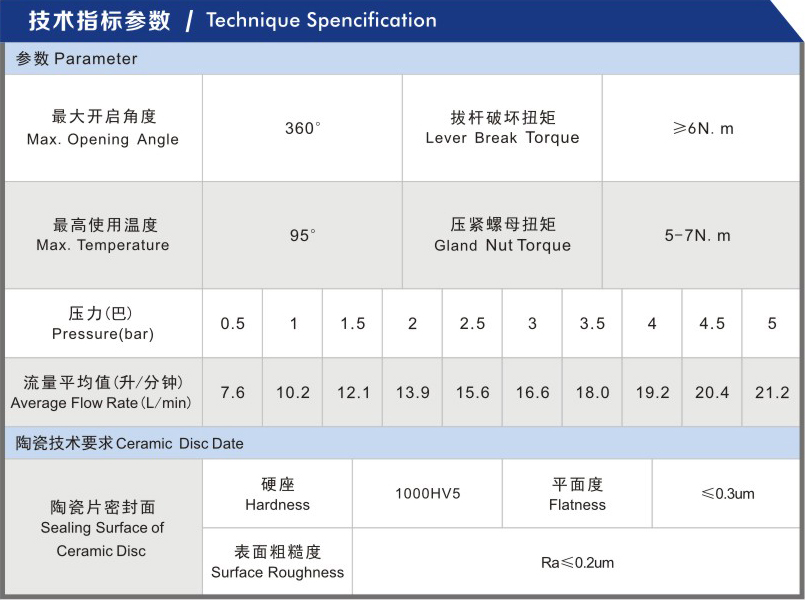 技术指标参数 / Technique Spencification
参数 Parameter
最大开启角度
Max. Opening Angle
360°
拔杆破坏扭矩
Lever Break Torque
≥6N. m
最高使用温度
Max. Temperature
95°
压紧螺母扭矩
Gland Nut Torque
5-7N. m
压力(巴)
Pressure(bar)
0.5 1 1.5 2 2.5 3 3.5 4 4.5 5
流量平均值(升/分钟)
Average Flow Rate(L/min)
7.6 10.2 12.1 13.9 15.6 16.6 18.0 19.2 20.4 21.2
陶瓷技术要求Ceramic Disc Date
陶瓷片密封面
Sealing Surface of
Ceramic Disc
硬座
Hardness
1000HV5
平面度
Flatness
≤0.3um
表面粗糙度
Surface Roughness
Ra≤0.2um